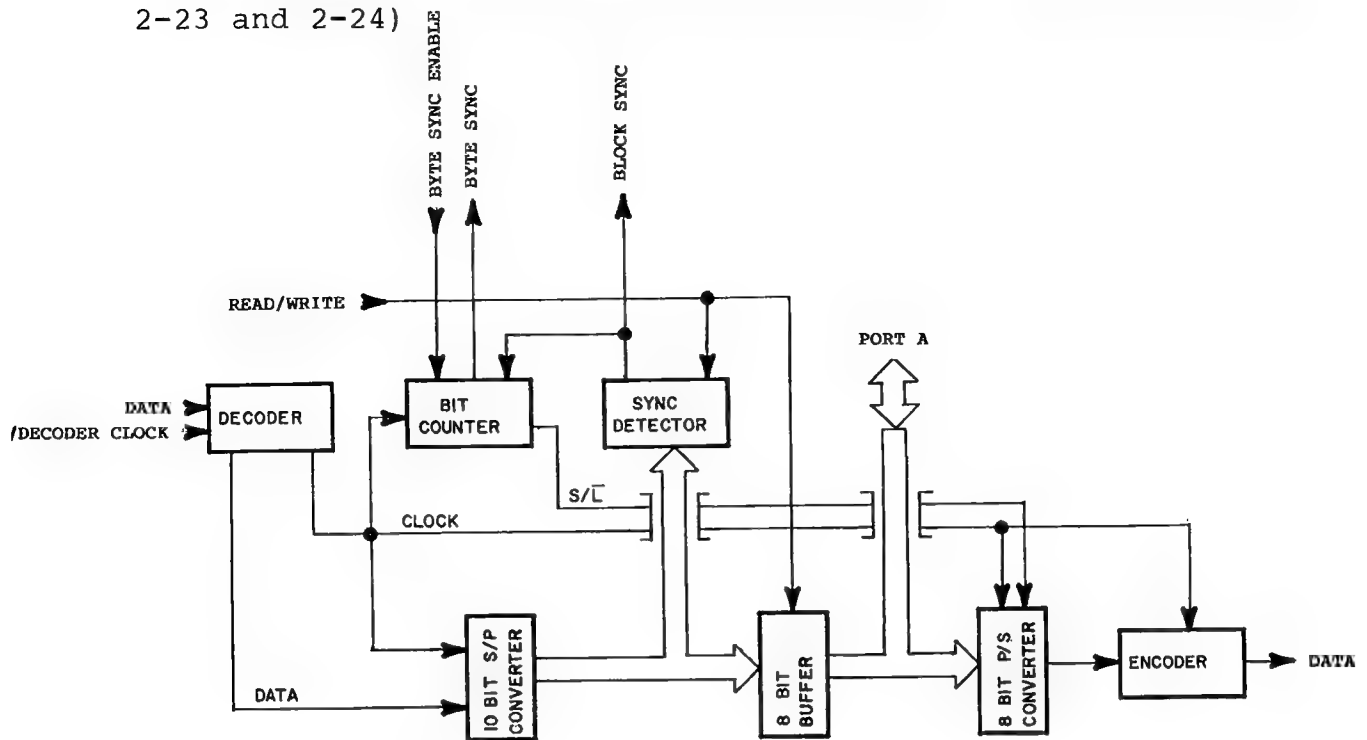 2-23 and 2-24)
BYTE SYNC ENABLE
BYTE SYNC
BLOCK SYNC
READ/WRITE
PORT A
DATA
/DECODER CLOCK
DECODER
BIT
COUNTER
SYNC
DETECTOR
S/L̅
CLOCK
DATA
10 BIT S/P
CONVERTER
8 BIT
BUFFER
8 BIT P/S
CONVERTER
ENCODER
DATA